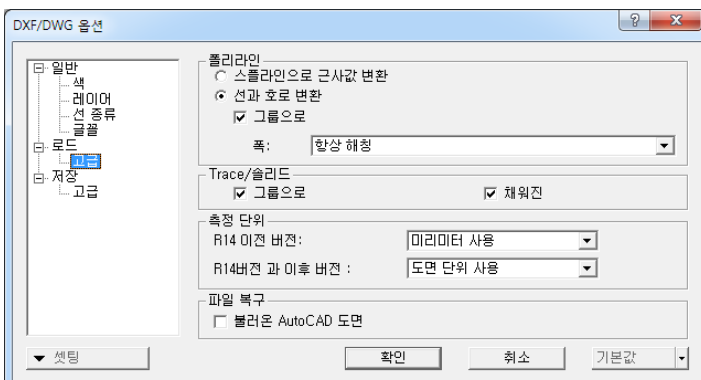 DXF/DWG 옵션
일반
색
레이어
선 종류
글꼴
로드
고급
저장
고급
폴리라인
스플라인으로 근사값 변환
선과 호로 변환
그룹으로
폭: 항상 해칭
Trace/솔리드
그룹으로 채워진
측정 단위
R14 이전 버전: 미리미터 사용
R14버전 과 이후 버전 : 도면 단위 사용
파일 복구
불러온 AutoCAD 도면
셋팅 확인 취소 기본값